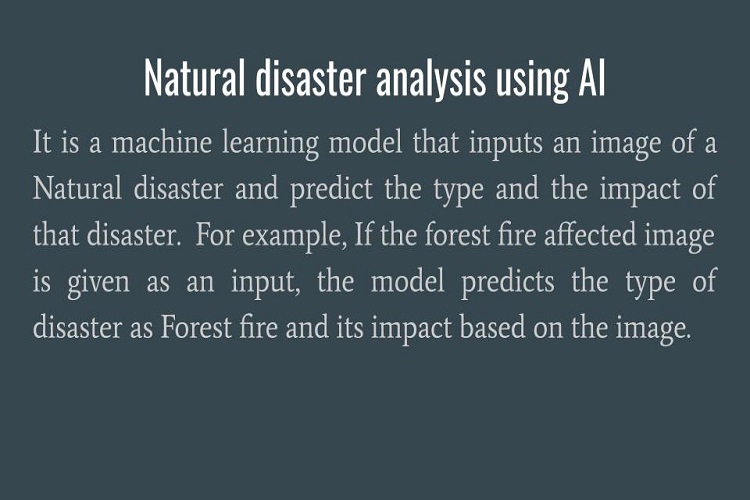 Natural disaster analysis using AI
It is a machine learning model that inputs an image of a
Natural disaster and predict the type and the impact of
that disaster. For example, If the forest fire affected image
is given as an input, the model predicts the type of
disaster as Forest fire and its impact based on the image.